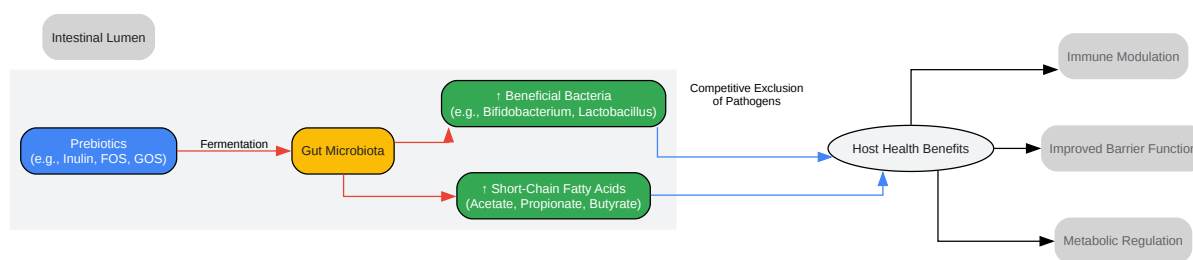 Intestinal Lumen
Prebiotics
(e.g., Inulin, FOS, GOS)
Fermentation
Gut Microbiota
↑ Beneficial Bacteria
(e.g., Bifidobacterium, Lactobacillus)
↑ Short-Chain Fatty Acids
(Acetate, Propionate, Butyrate)
Competitive Exclusion
of Pathogens
Host Health Benefits
Immune Modulation
Improved Barrier Function
Metabolic Regulation